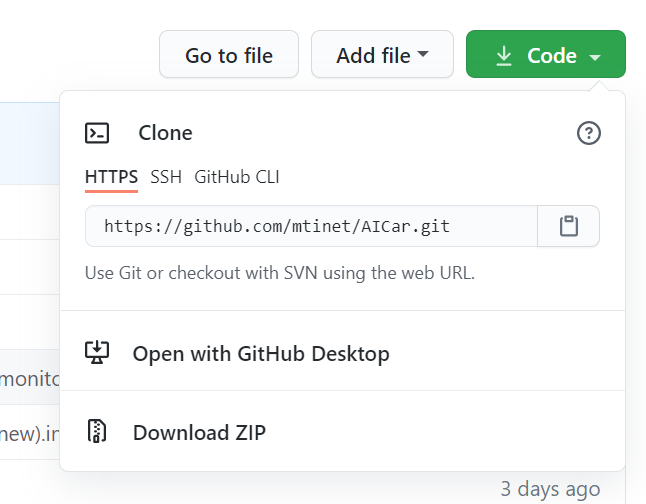 Go to file
Add file
Code
Clone
HTTPS SSH GitHub CLI
https://github.com/mtinet/AICar.git
Use Git or checkout with SVN using the web URL.
Open with GitHub Desktop
monito
Download ZIP
new).in
3 days ago